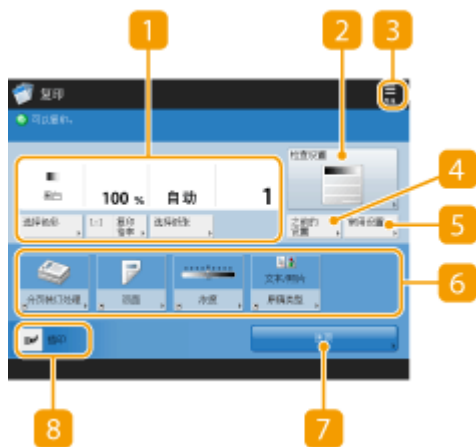 1
2
3
复印
可以复印。
检查设置
黑白
100 %
自动
1
4
选择色彩
1:1 复印倍率
选择纸张
之前的设置
常用设置
5
文本/照片
6
分页装订处理
双面
浓度
原稿类型
插印
8
7